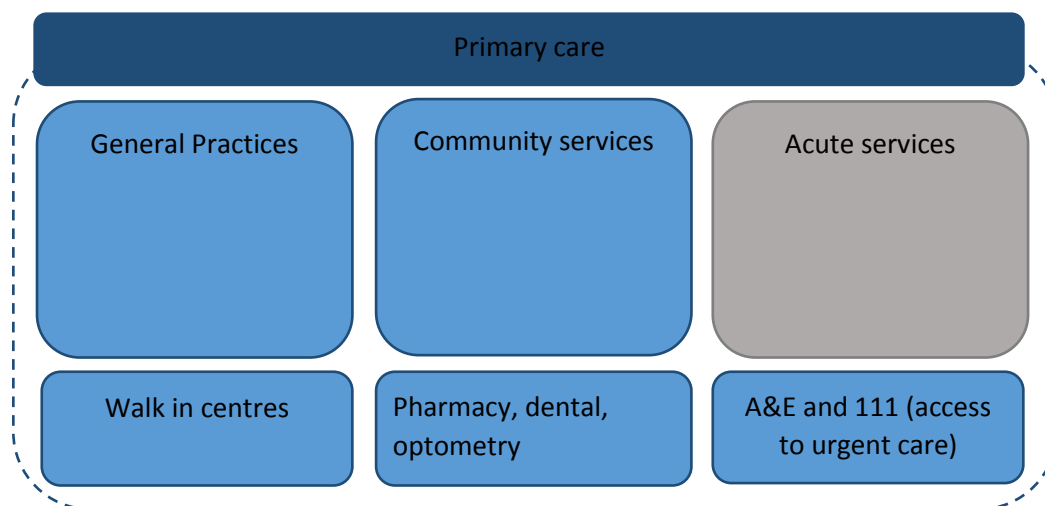 Primary care
General Practices
Community services
Acute services
Walk in centres
Pharmacy, dental,
optometry
A&E and 111 (access
to urgent care)